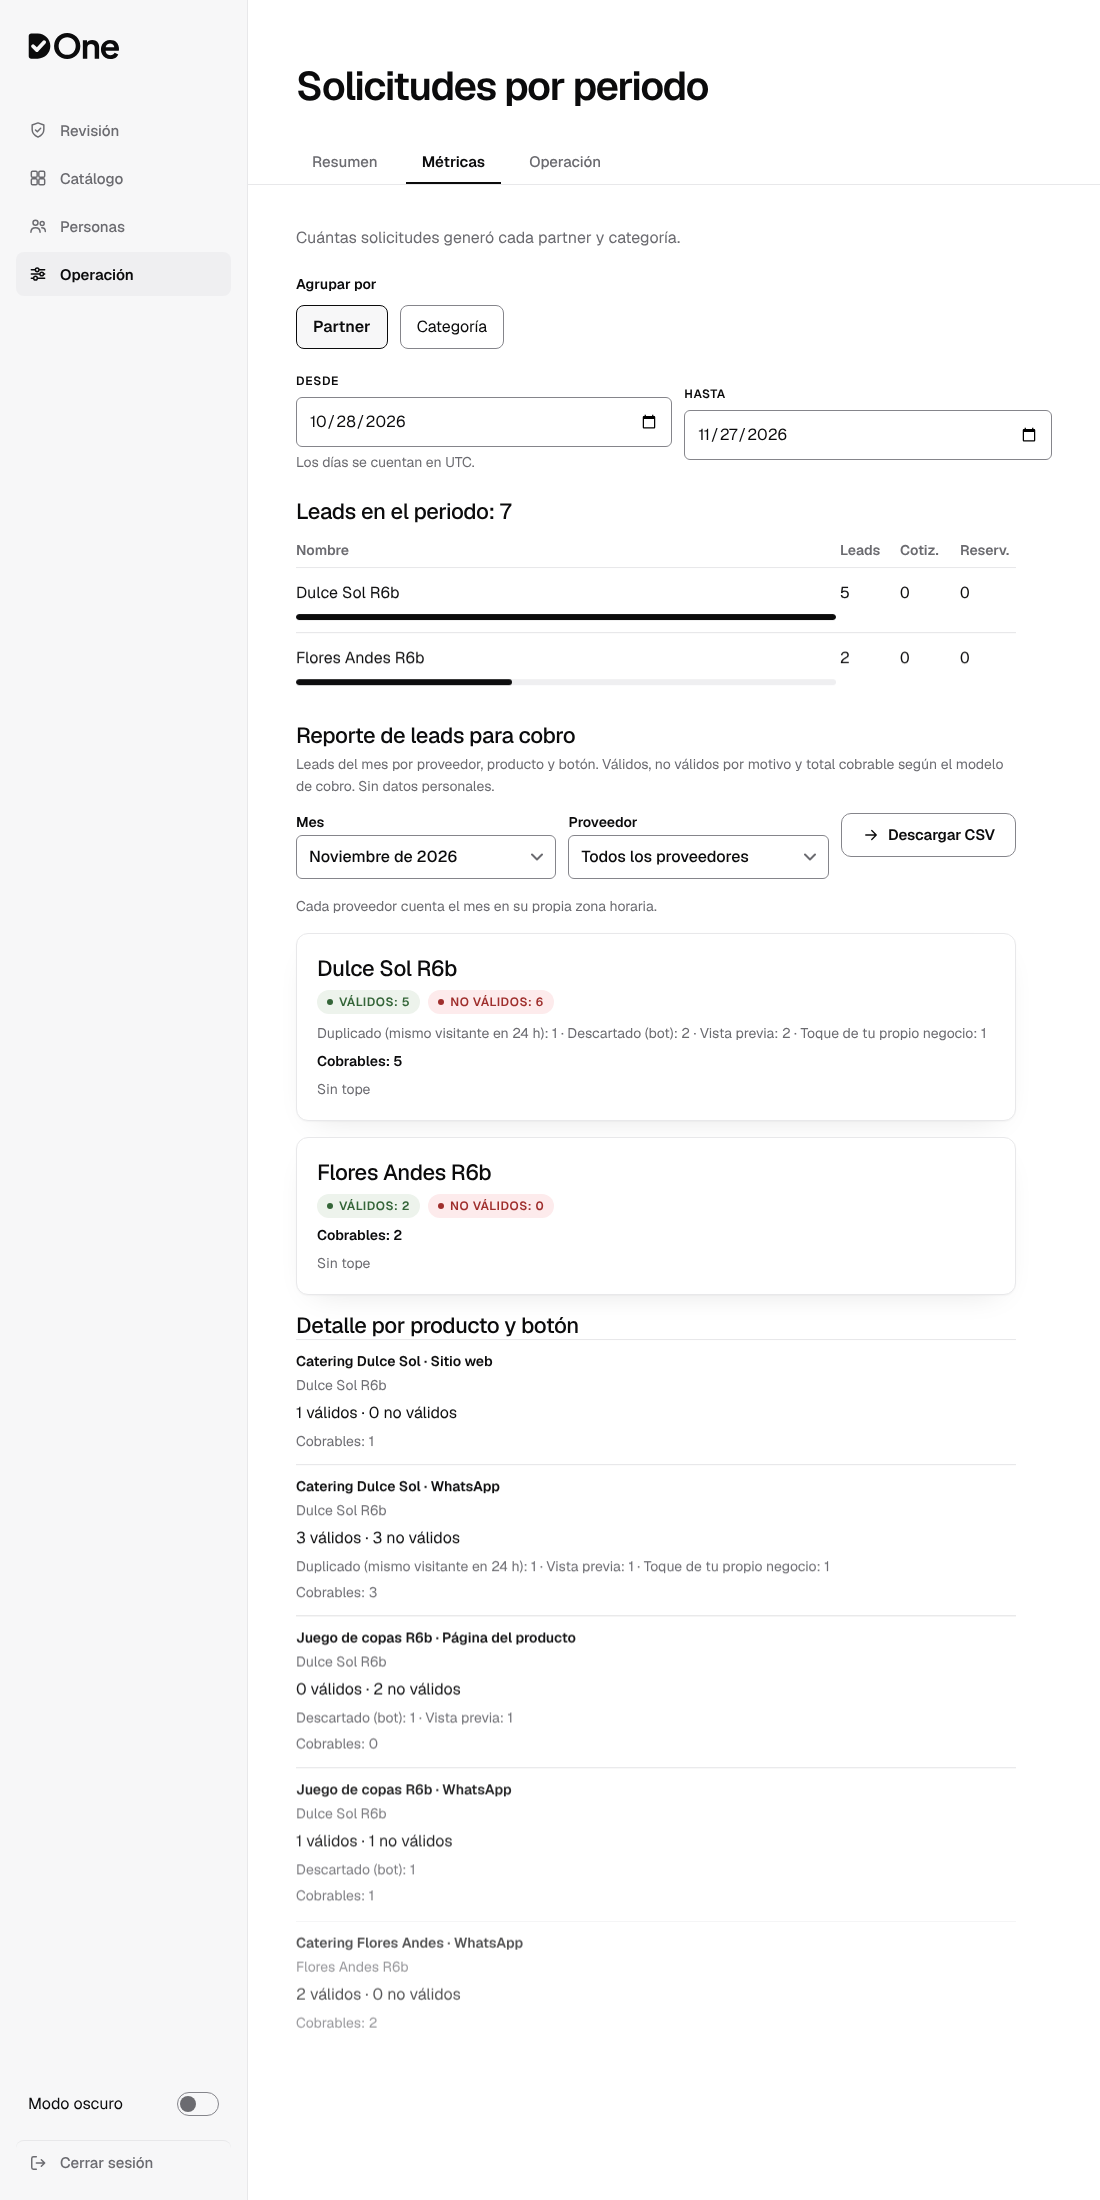 One
Revisión
Catálogo
Personas
Operación
Modo oscuro
Cerrar sesión
Solicitudes por periodo
Resumen
Métricas
Operación
Cuántas solicitudes generó cada partner y categoría.
Agrupar por
Partner
Categoría
DESDE
10/28/2026
Los días se cuentan en UTC.
HASTA
11/27/2026
Leads en el periodo: 7
Nombre Leads Cotiz. Reserv.
Dulce Sol R6b 5 0 0
Flores Andes R6b 2 0 0
Reporte de leads para cobro
Leads del mes por proveedor, producto y botón. Válidos, no válidos por motivo y total cobrable según el modelo
de cobro. Sin datos personales.
Mes
Noviembre de 2026
Proveedor
Todos los proveedores
Descargar CSV
Cada proveedor cuenta el mes en su propia zona horaria.
Dulce Sol R6b
VÁLIDOS: 5
NO VÁLIDOS: 6
Duplicado (mismo visitante en 24 h): 1 · Descartado (bot): 2 · Vista previa: 2 · Toque de tu propio negocio: 1
Cobrables: 5
Sin tope
Flores Andes R6b
VÁLIDOS: 2
NO VÁLIDOS: 0
Cobrables: 2
Sin tope
Detalle por producto y botón
Catering Dulce Sol · Sitio web
Dulce Sol R6b
1 válidos · 0 no válidos
Cobrables: 1
Catering Dulce Sol · WhatsApp
Dulce Sol R6b
3 válidos · 3 no válidos
Duplicado (mismo visitante en 24 h): 1 · Vista previa: 1 · Toque de tu propio negocio: 1
Cobrables: 3
Juego de copas R6b · Página del producto
Dulce Sol R6b
0 válidos · 2 no válidos
Descartado (bot): 1 · Vista previa: 1
Cobrables: 0
Juego de copas R6b · WhatsApp
Dulce Sol R6b
1 válidos · 1 no válidos
Descartado (bot): 1
Cobrables: 1
Catering Flores Andes · WhatsApp
Flores Andes R6b
2 válidos · 0 no válidos
Cobrables: 2